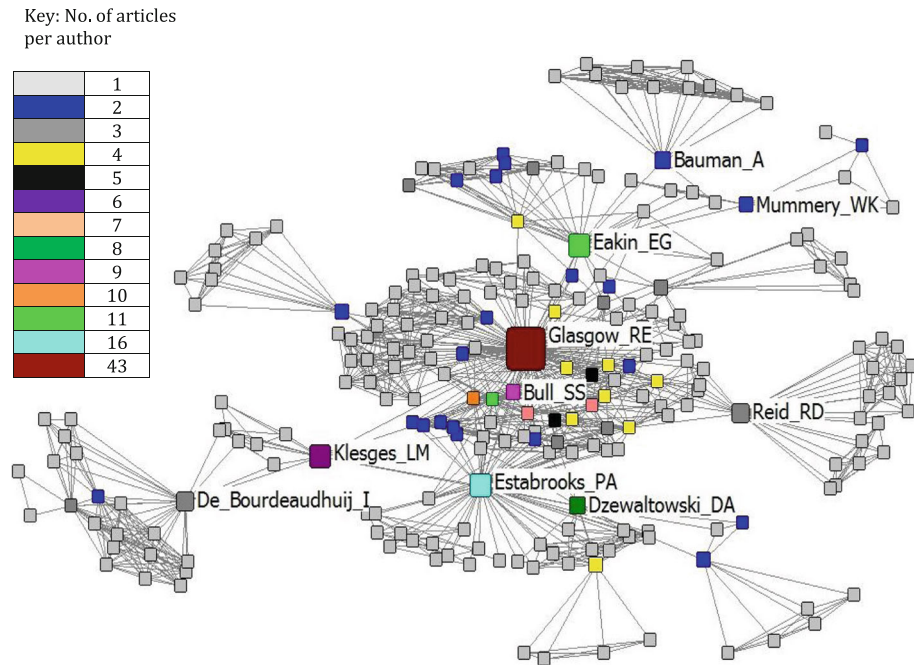 Key: No. of articles
per author
1
2
3
4
5
6
7
8
9
10
11
16
43
Bauman_A
Mummery_WK
Eakin_EG
Glasgow_RE
Bull_SS
Reid_RD
Klesges_LM
Estabrooks_PA
De_Bourdeaudhuij_I
Dzewaltowski_DA